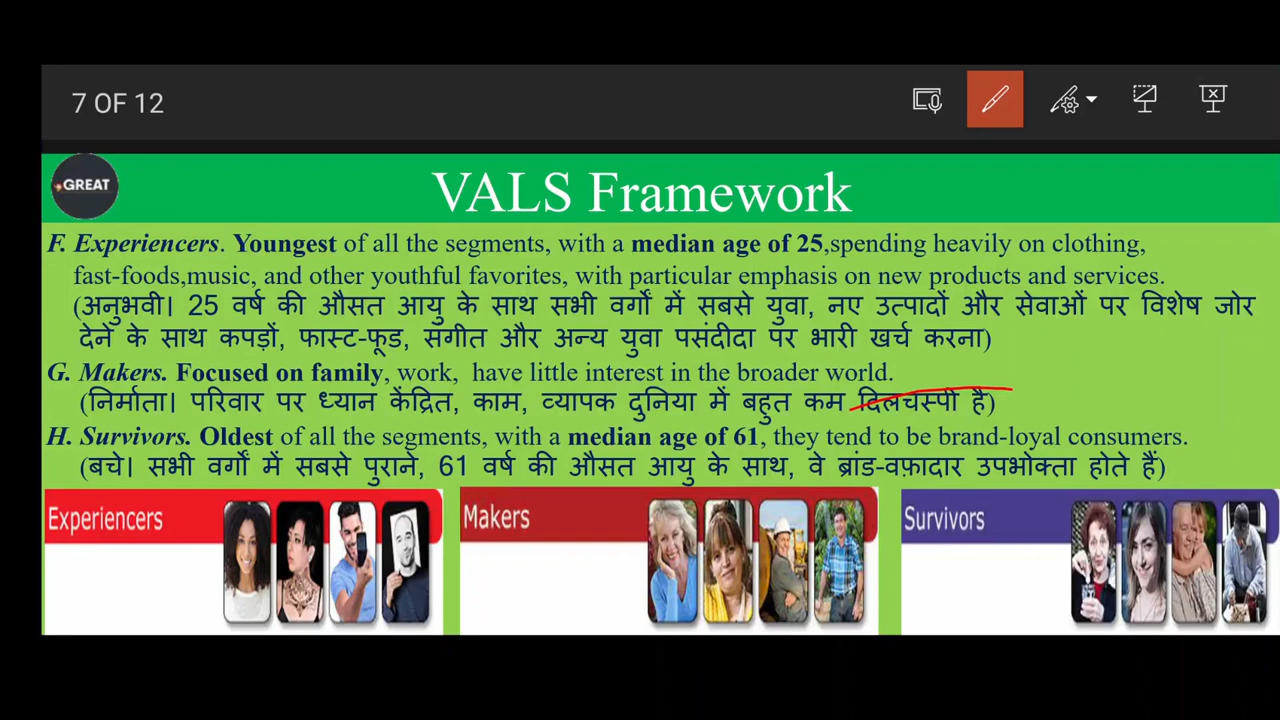 7 OF 12
GREAT
VALS Framework
F. Experiencers. Youngest of all the segments, with a median age of 25,spending heavily on clothing,
fast-foods,music, and other youthful favorites, with particular emphasis on new products and services.
(अनुभवी। 25 वर्ष की औसत आयु के साथ सभी वर्गों में सबसे युवा, नए उत्पादों और सेवाओं पर विशेष जोर
देने के साथ कपड़ों, फास्ट-फूड, संगीत और अन्य युवा पसंदीदा पर भारी खर्च करना)
G. Makers. Focused on family, work, have little interest in the broader world.
(निर्माता। परिवार पर ध्यान केंद्रित, काम, व्यापक दुनिया में बहुत कम दिलचस्पी है)
H. Survivors. Oldest of all the segments, with a median age of 61, they tend to be brand-loyal consumers.
(बचे। सभी वर्गों में सबसे पुराने, 61 वर्ष की औसत आयु के साथ, वे ब्रांड-वफ़ादार उपभोक्ता होते हैं)
Experiencers
Makers
Survivors